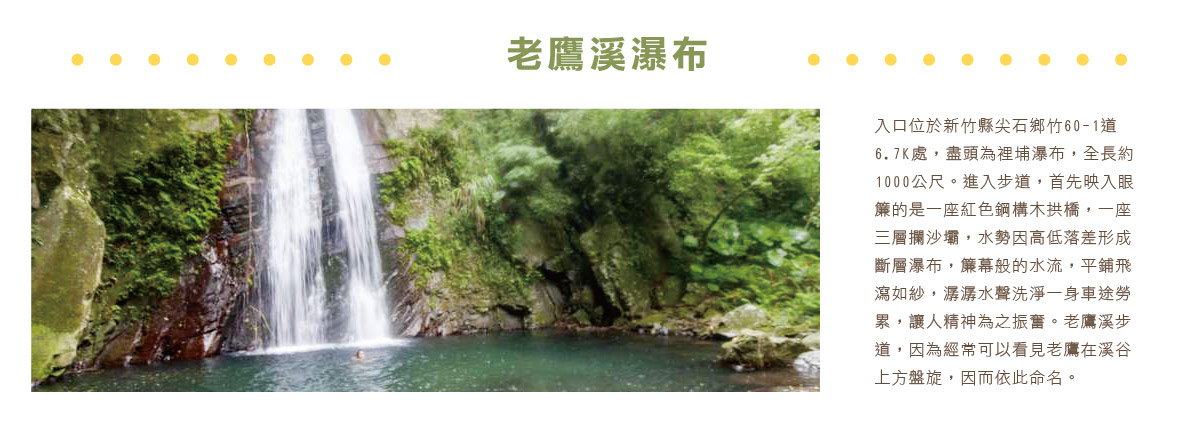 老鷹溪瀑布
入口位於新竹縣尖石鄉竹60-1道
6.7K處，盡頭為裡埔瀑布，全長約
1000公尺。進入步道，首先映入眼
簾的是一座紅色鋼構木拱橋，一座
三層攔沙壩，水勢因高低落差形成
斷層瀑布，簾幕般的水流，平鋪飛
瀉如紗，潺潺水聲洗淨一身車途勞
累，讓人精神為之振奮。老鷹溪步
道，因為經常可以看見老鷹在溪谷
上方盤旋，因而依此命名。